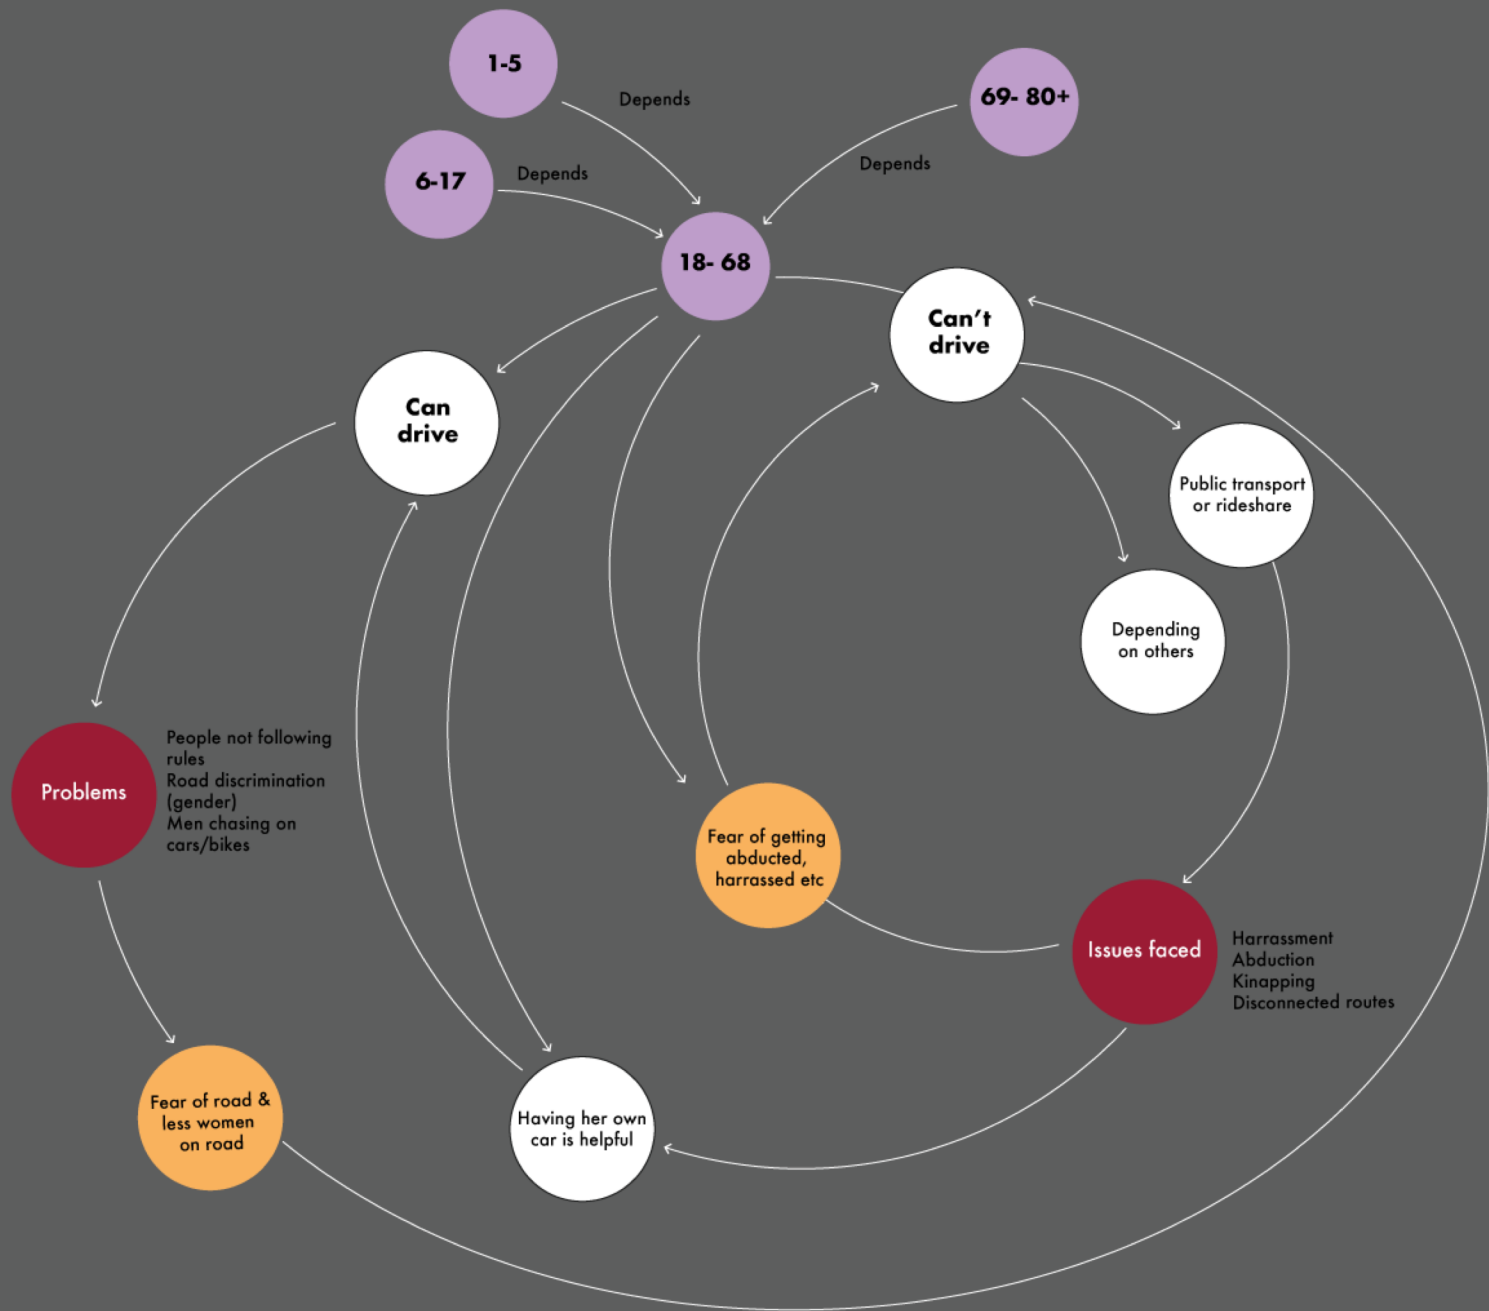 1-5
Depends
69- 80+
6-17
Depends
Depends
18- 68
Can't
drive
Can
drive
Public transport
or rideshare
Depending
on others
Problems
People not following
rules
Road discrimination
(gender)
Men chasing on
cars/bikes
Fear of getting
abducted,
harrassed etc
Issues faced
Harrassment
Abduction
Kinapping
Disconnected routes
Fear of road &
less women
on road
Having her own
car is helpful